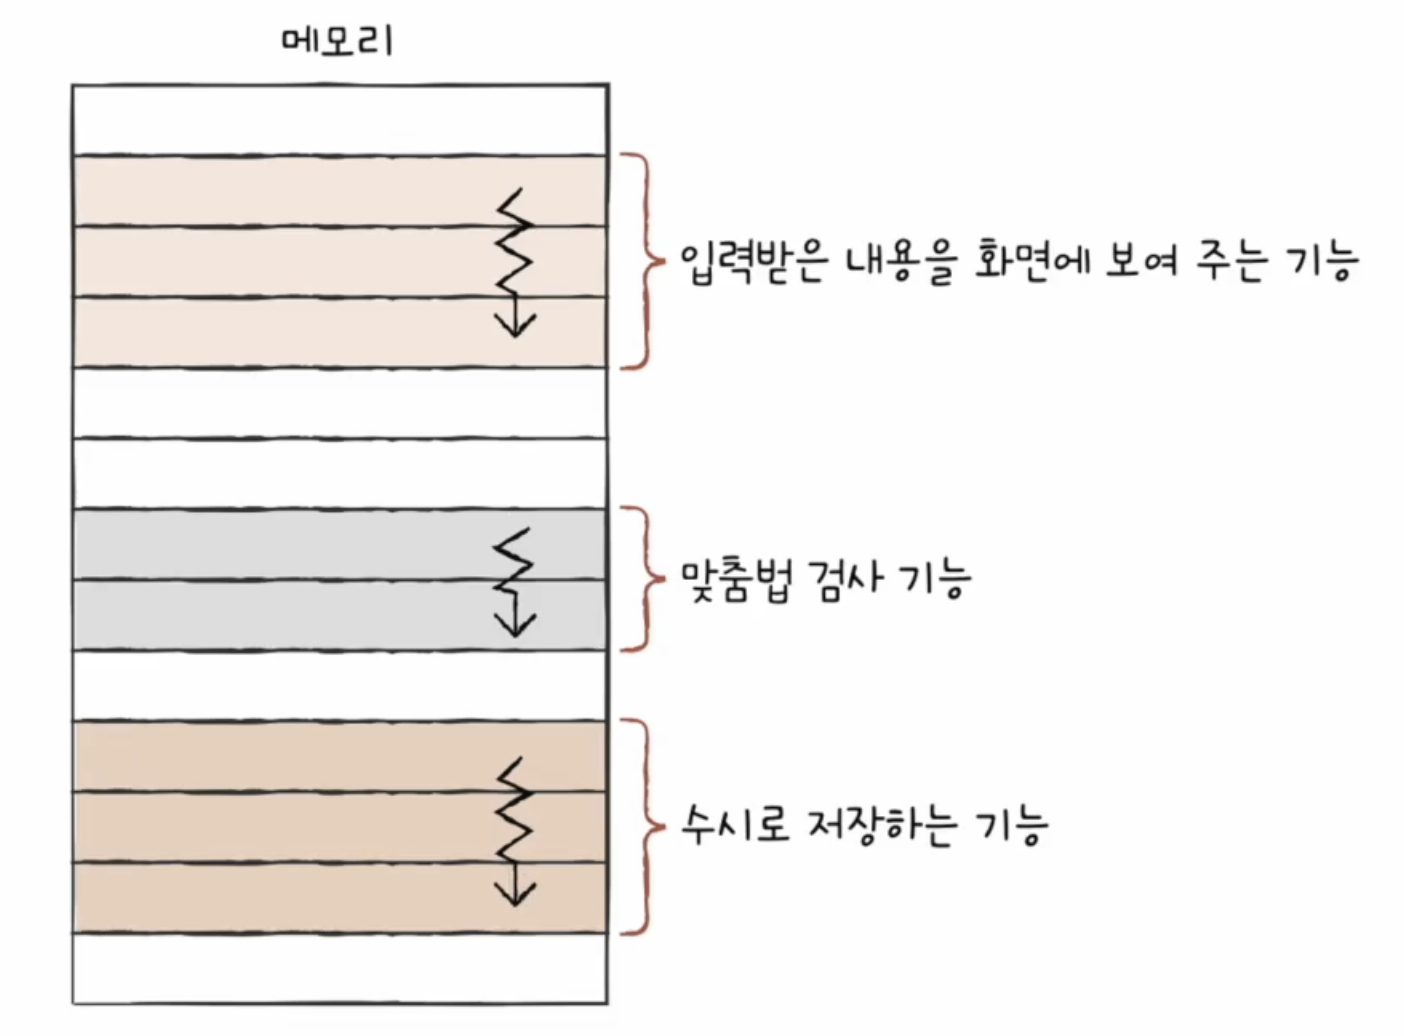 메모리
입력받은 내용을 화면에 보여 주는 기능
맞춤법 검사 기능
수시로 저장하는 기능